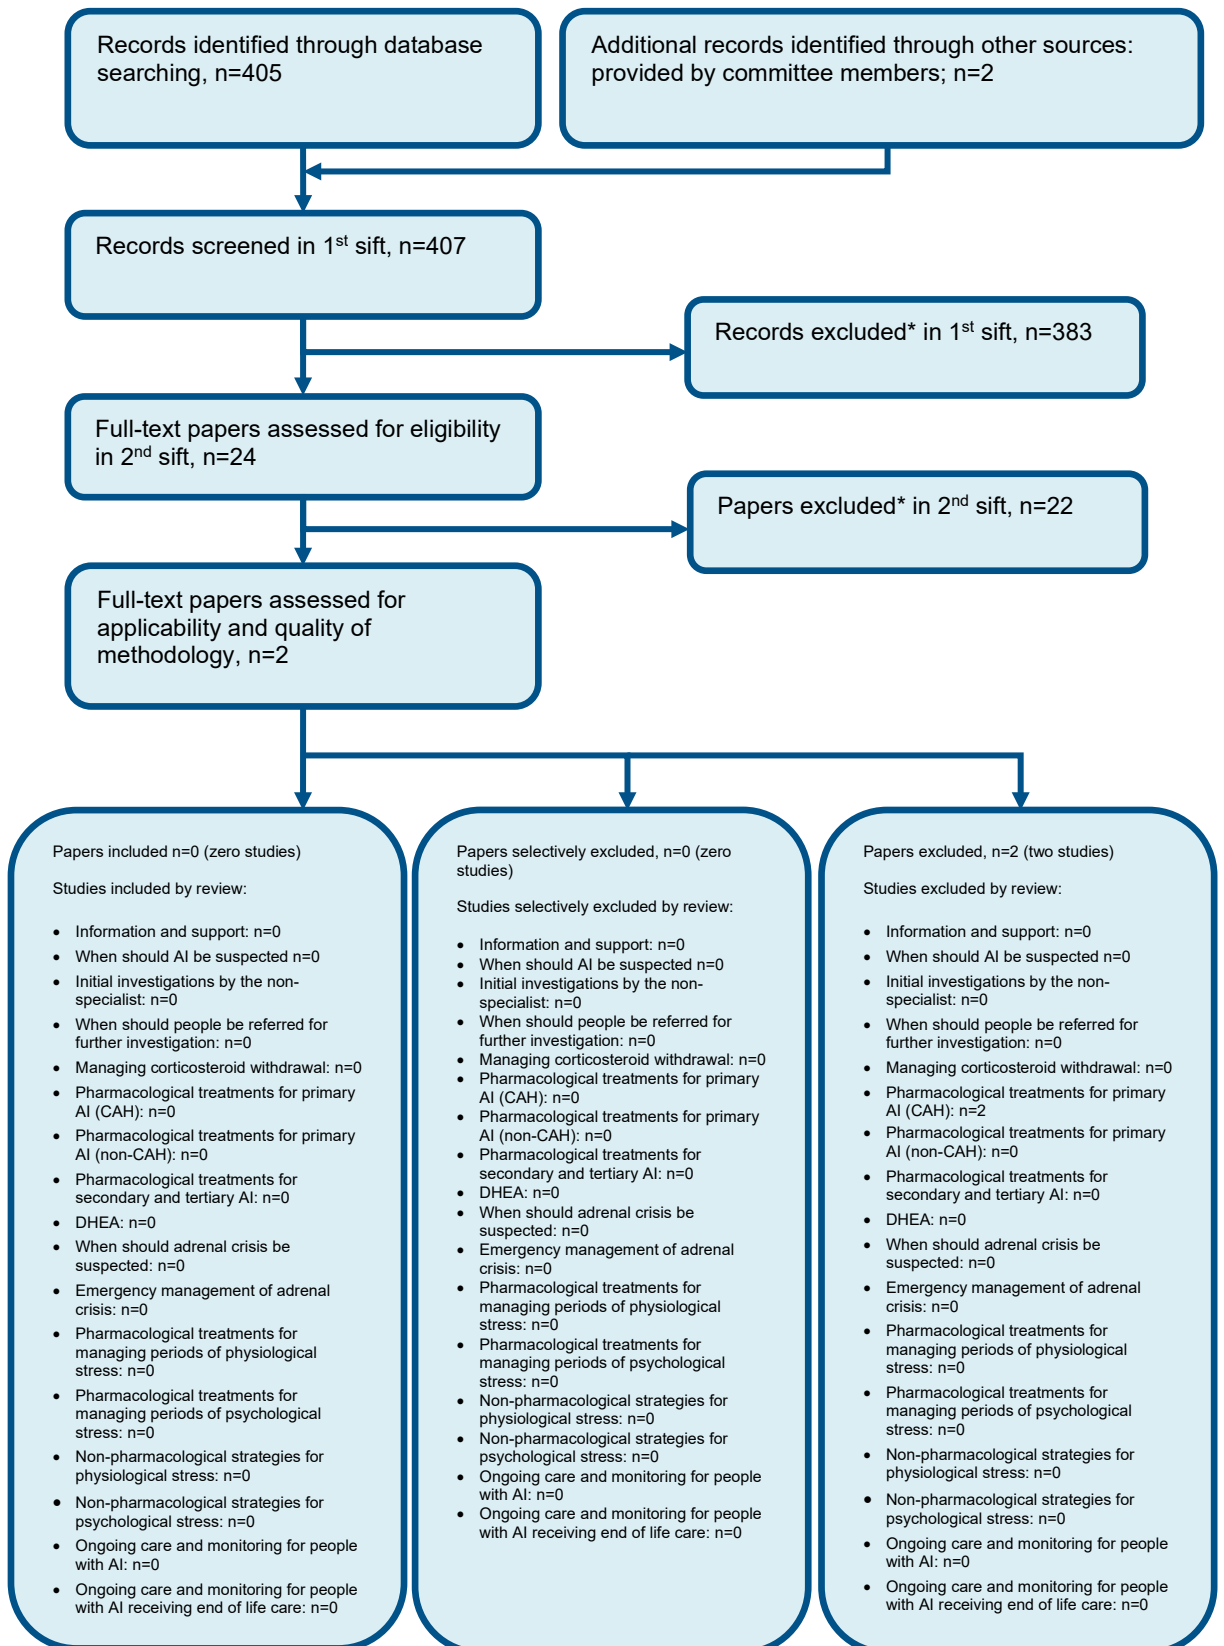 Records identified through database
searching, n=405
Additional records identified through other sources:
provided by committee members; n=2
Records screened in 1st sift, n=407
Records excluded* in 1st sift, n=383
Full-text papers assessed for eligibility
in 2nd sift, n=24
Papers excluded* in 2nd sift, n=22
Full-text papers assessed for
applicability and quality of
methodology, n=2
Papers included n=0 (zero studies)
Studies included by review:
• Information and support: n=0
• When should AI be suspected n=0
• Initial investigations by the non-
specialist: n=0
• When should people be referred for
further investigation: n=0
• Managing corticosteroid withdrawal: n=0
• Pharmacological treatments for primary
AI (CAH): n=0
• Pharmacological treatments for primary
AI (non-CAH): n=0
• Pharmacological treatments for
secondary and tertiary AI: n=0
• DHEA: n=0
• When should adrenal crisis be
suspected: n=0
• Emergency management of adrenal
crisis: n=0
• Pharmacological treatments for
managing periods of physiological
stress: n=0
• Pharmacological treatments for
managing periods of psychological
stress: n=0
• Non-pharmacological strategies for
physiological stress: n=0
• Non-pharmacological strategies for
psychological stress: n=0
• Ongoing care and monitoring for people
with AI: n=0
• Ongoing care and monitoring for people
with AI receiving end of life care: n=0
Papers selectively excluded, n=0 (zero
studies)
Studies selectively excluded by review:
• Information and support: n=0
• When should AI be suspected n=0
• Initial investigations by the non-
specialist: n=0
• When should people be referred for
further investigation: n=0
• Managing corticosteroid withdrawal: n=0
• Pharmacological treatments for primary
AI (CAH): n=0
• Pharmacological treatments for primary
AI (non-CAH): n=0
• Pharmacological treatments for
secondary and tertiary AI: n=0
• DHEA: n=0
• When should adrenal crisis be
suspected: n=0
• Emergency management of adrenal
crisis: n=0
• Pharmacological treatments for
managing periods of physiological
stress: n=0
• Pharmacological treatments for
managing periods of psychological
stress: n=0
• Non-pharmacological strategies for
physiological stress: n=0
• Non-pharmacological strategies for
psychological stress: n=0
• Ongoing care and monitoring for people
with AI: n=0
• Ongoing care and monitoring for people
with AI receiving end of life care: n=0
Papers excluded, n=2 (two studies)
Studies excluded by review:
• Information and support: n=0
• When should AI be suspected n=0
• Initial investigations by the non-
specialist: n=0
• When should people be referred for
further investigation: n=0
• Managing corticosteroid withdrawal: n=0
• Pharmacological treatments for primary
AI (CAH): n=2
• Pharmacological treatments for primary
AI (non-CAH): n=0
• Pharmacological treatments for
secondary and tertiary AI: n=0
• DHEA: n=0
• When should adrenal crisis be
suspected: n=0
• Emergency management of adrenal
crisis: n=0
• Pharmacological treatments for
managing periods of physiological
stress: n=0
• Pharmacological treatments for
managing periods of psychological
stress: n=0
• Non-pharmacological strategies for
physiological stress: n=0
• Non-pharmacological strategies for
psychological stress: n=0
• Ongoing care and monitoring for people
with AI: n=0
• Ongoing care and monitoring for people
with AI receiving end of life care: n=0